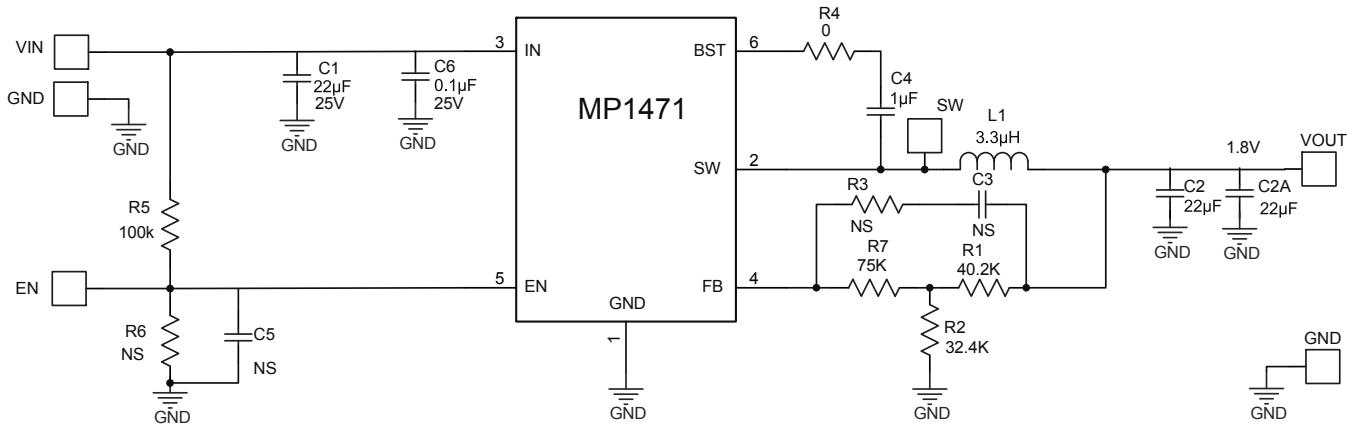 VIN
GND
GND
R5
100k
EN
R6
NS
C5
NS
GND
C1
22µF
25V
GND
C6
0.1µF
25V
GND
3
IN
5
EN
MP1471
BST
6
SW
2
FB
4
GND
1
GND
R4
0
C4
1µF
SW
L1
3.3µH
R3
NS
C3
NS
R7
75K
R1
40.2K
R2
32.4K
GND
1.8V
VOUT
C2
22µF
GND
C2A
22µF
GND
GND
GND